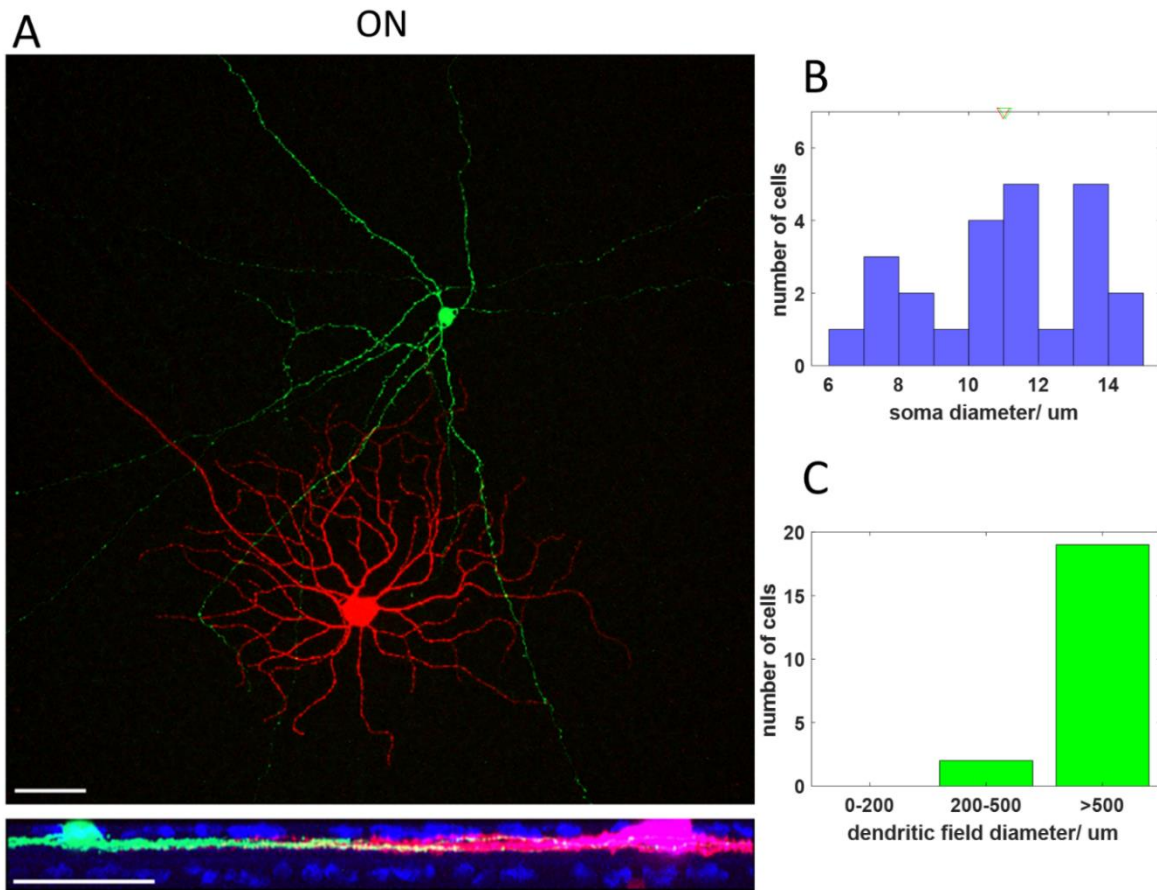 A
ON
B
number of cells
6
4
2
0
6 8 10 12 14
soma diameter/ um
C
number of cells
20
15
10
5
0
0-200 200-500 >500
dendritic field diameter/ um